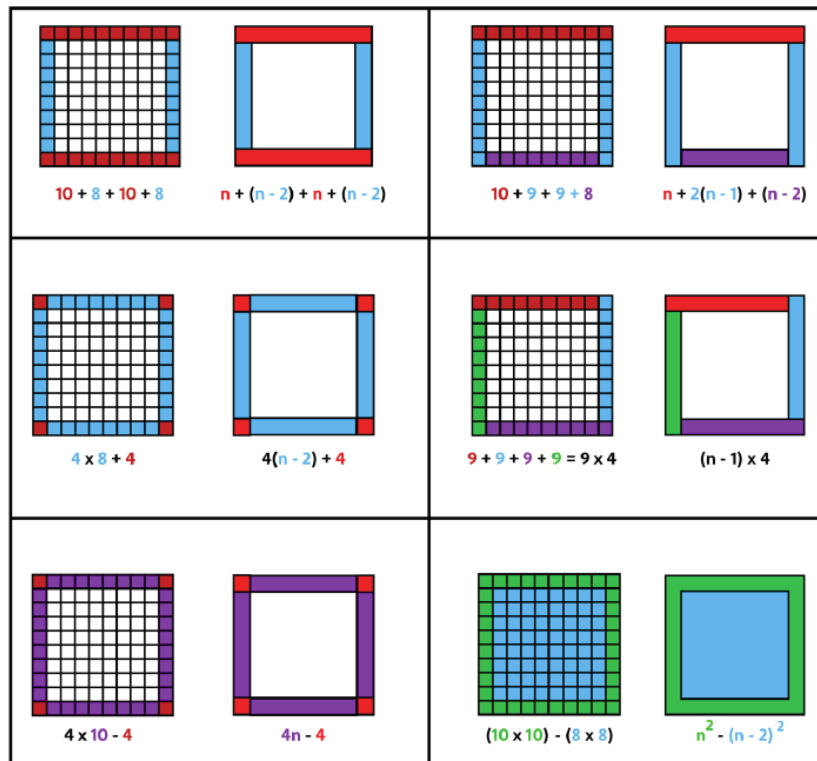 10 + 8 + 10 + 8
n + (n - 2) + n + (n - 2)
10 + 9 + 9 + 8
n + 2(n - 1) + (n - 2)
4 x 8 + 4
4(n - 2) + 4
9 + 9 + 9 + 9 = 9 x 4
(n - 1) x 4
4 x 10 - 4
4n - 4
(10 x 10) - (8 x 8)
n² - (n - 2)²